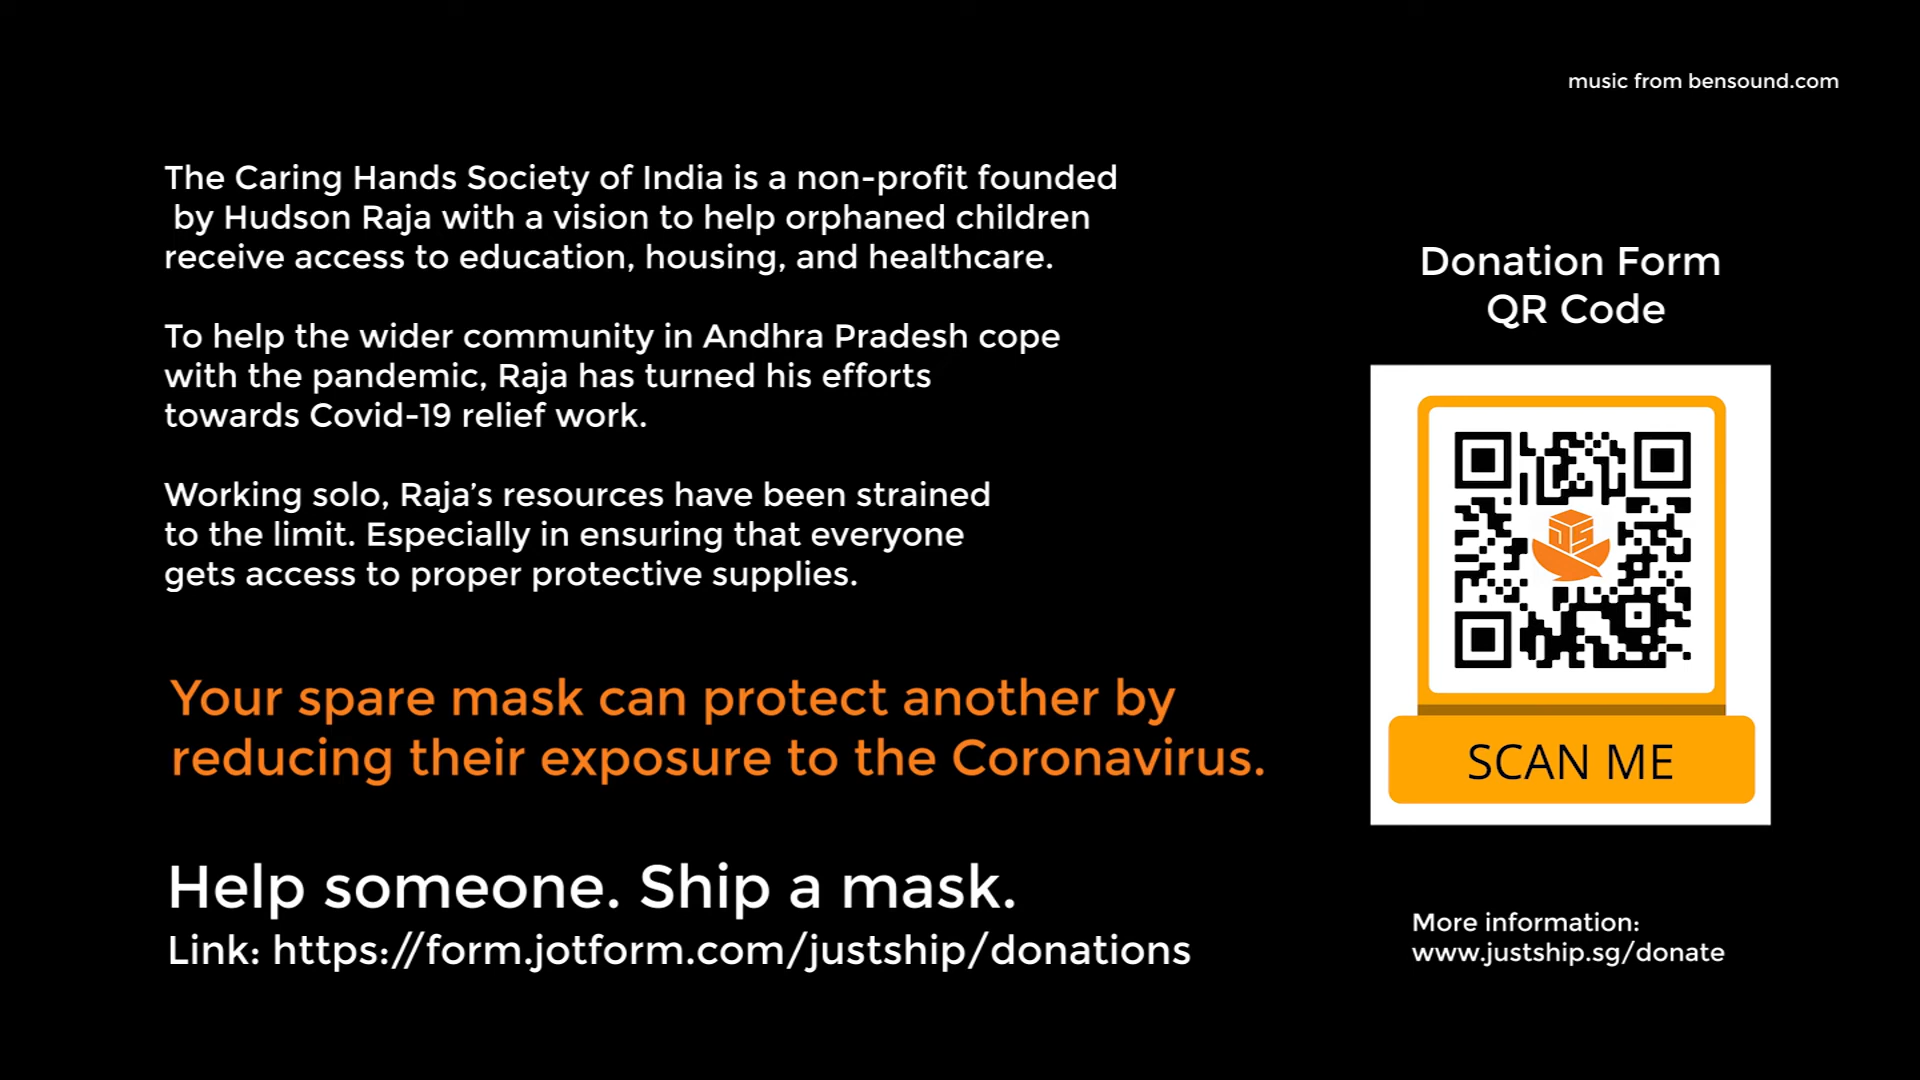 music from bensound.com
The Caring Hands Society of India is a non-profit founded
by Hudson Raja with a vision to help orphaned children
receive access to education, housing, and healthcare.
To help the wider community in Andhra Pradesh cope
with the pandemic, Raja has turned his efforts
towards Covid-19 relief work.
Working solo, Raja’s resources have been strained
to the limit. Especially in ensuring that everyone
gets access to proper protective supplies.
Your spare mask can protect another by
reducing their exposure to the Coronavirus.
Help someone. Ship a mask.
Link: https://form.jotform.com/justship/donations
Donation Form
QR Code
JS
SCAN ME
More information:
www.justship.sg/donate